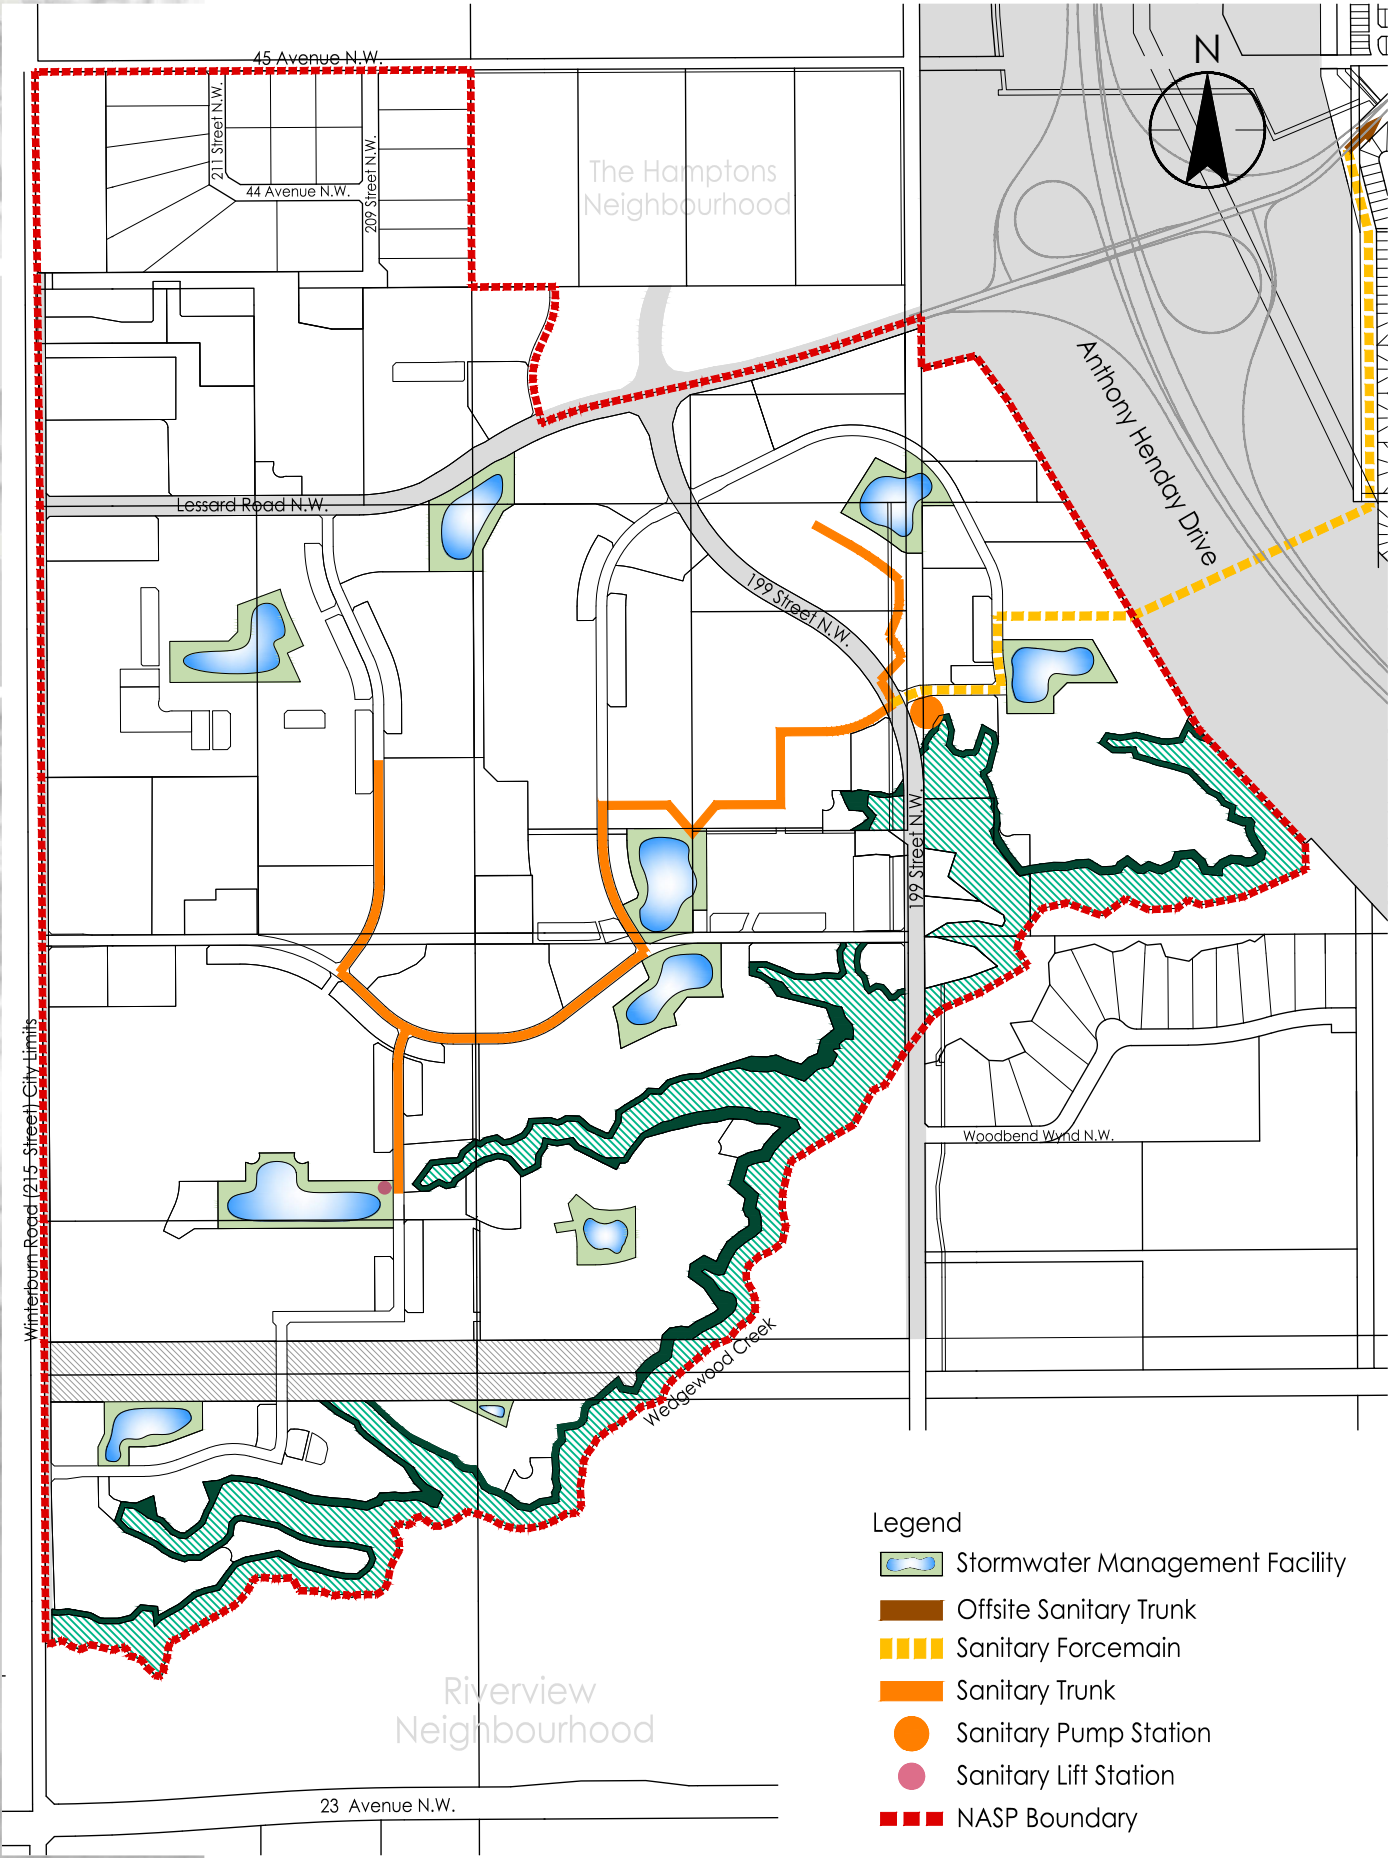 45 Avenue N.W.
N
211 Street N.W.
209 Street N.W.
44 Avenue N.W.
The Hamptons
Neighbourhood
Anthony Henday Drive
Lessard Road N.W.
199 Street N.W.
199 Street N.W.
Winterburn Road (215 Street) City Limits
Woodbend Wynd N.W.
Wedgewood Creek
Riverview
Neighbourhood
23 Avenue N.W.
Legend
Stormwater Management Facility
Offsite Sanitary Trunk
Sanitary Forcemain
Sanitary Trunk
Sanitary Pump Station
Sanitary Lift Station
NASP Boundary